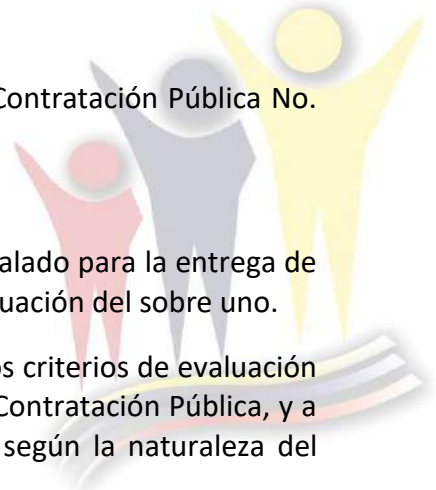 Contratación Pública No.
alado para la entrega de
uación del sobre uno.
os criterios de evaluación
Contratación Pública, y a
según la naturaleza del